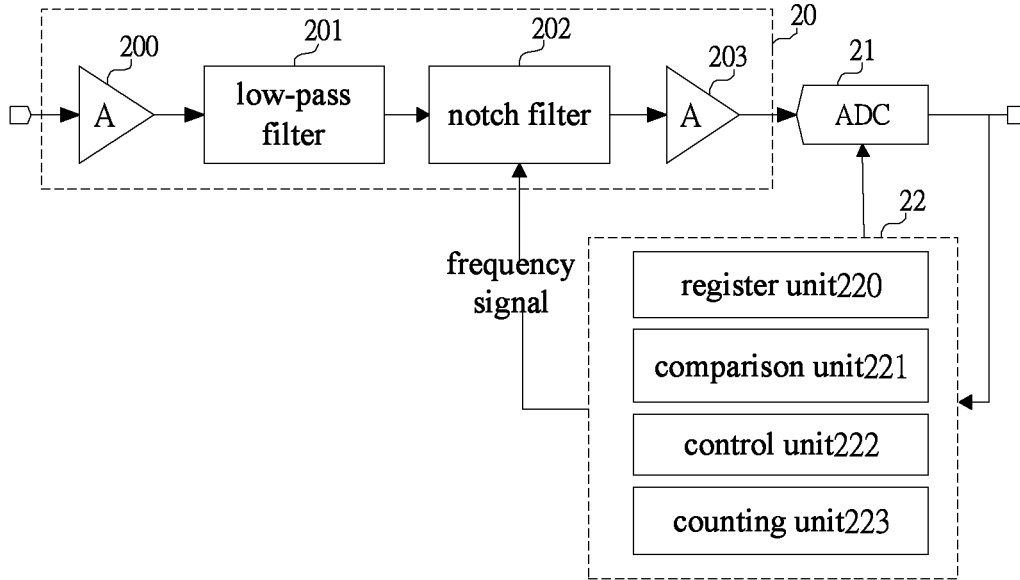 20
200
201
202
203
21
A
low-pass
filter
notch filter
A
ADC
22
frequency
signal
register unit220
comparison unit221
control unit222
counting unit223